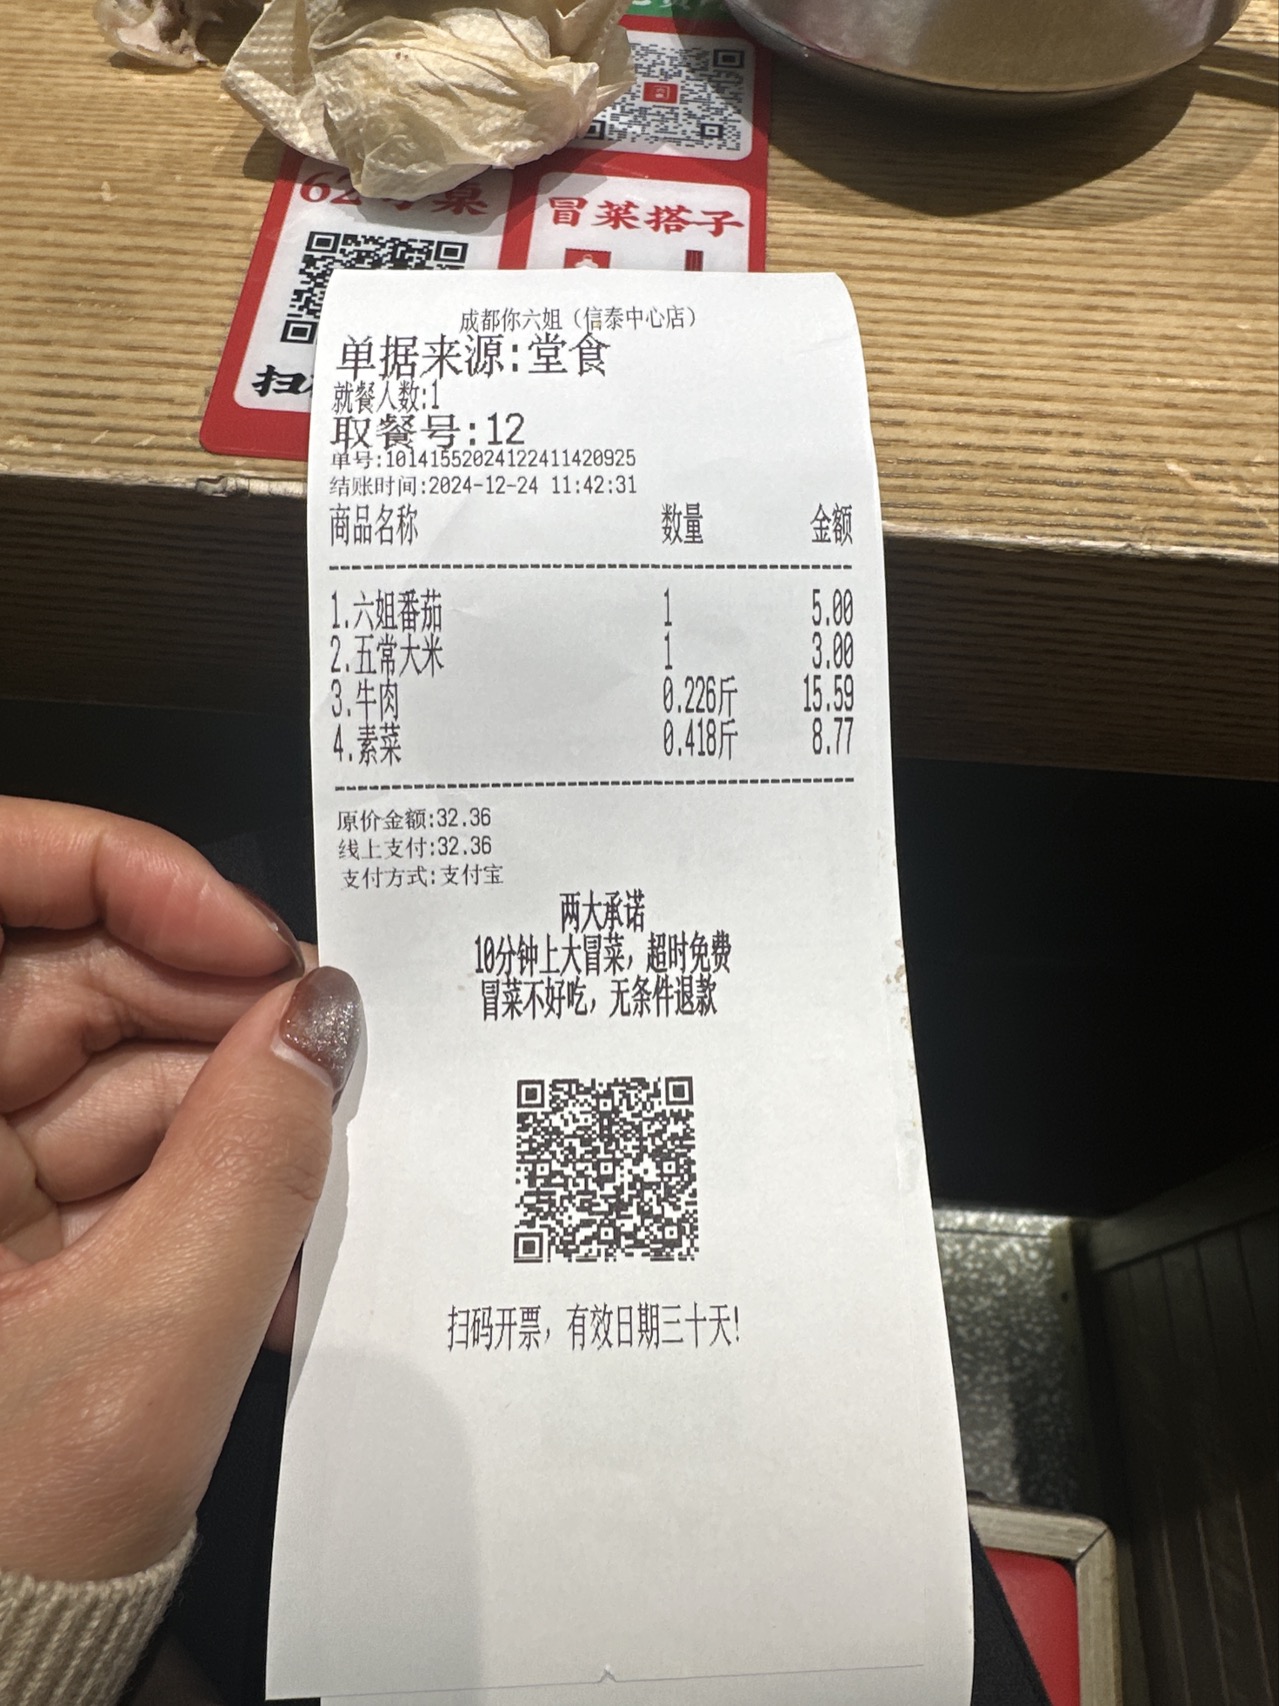 冒菜搭子
成都你六姐（信泰中心店）
单据来源:堂食
就餐人数:1
取餐号:12
单号:10141552024122411420925
结账时间:2024-12-24 11:42:31
商品名称 数量 金额
1.六姐番茄 1 5.00
2.五常大米 1 3.00
3.牛肉 0.226斤 15.59
4.素菜 0.418斤 8.77
原价金额:32.36
线上支付:32.36
支付方式:支付宝
两大承诺
10分钟上大冒菜，超时免费
冒菜不好吃，无条件退款
扫码开票，有效日期三十天!